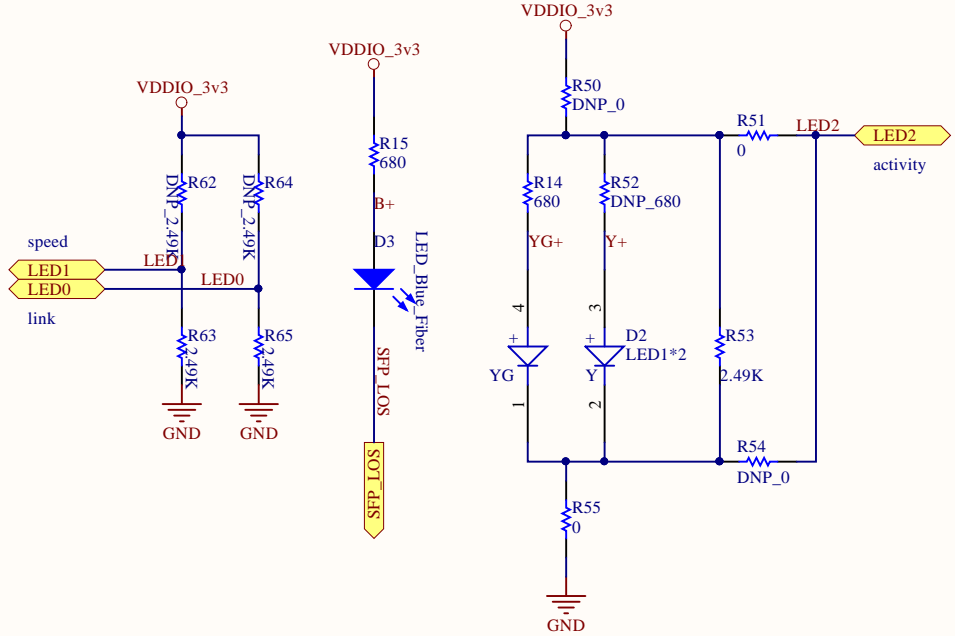 VDDIO_3v3
R62
DNP_2.49K
R64
DNP_2.49K
speed
LED1
LED1
LED0
LED0
link
R63
2.49K
R65
2.49K
GND
GND
VDDIO_3v3
R15
680
B+
D3
LED_Blue_Fiber
SFP_LOS
SFP_LOS
VDDIO_3v3
R50
DNP_0
R51
0
LED2
LED2
activity
R14
680
R52
DNP_680
YG+
Y+
4
3
+
+
D2
LED1*2
YG
Y
1
2
R53
2.49K
R54
DNP_0
R55
0
GND